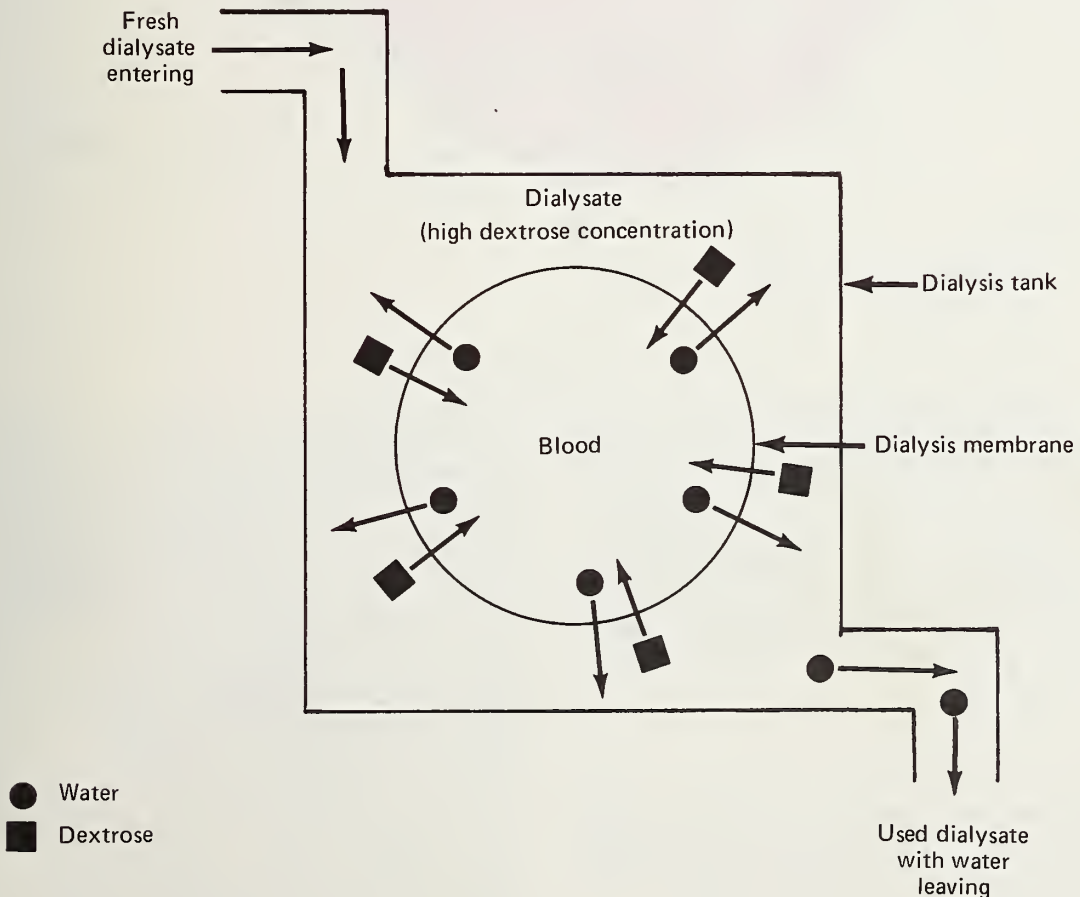 Fresh
dialysate
entering
Dialysate
(high dextrose concentration)
Dialysis tank
Blood
Dialysis membrane
Water
Dextrose
Used dialysate
with water
leaving